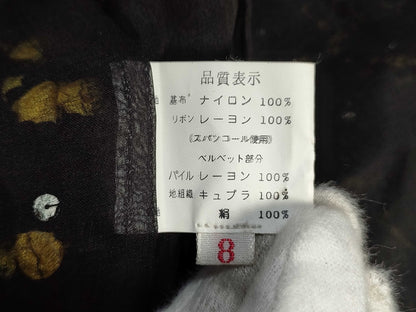 品質表示
基布 ナイロン 100%
リボン レーヨン 100%
(スパンコール使用)
ベルベット部分
パイル レーヨン 100%
地組織 キュプラ 100%
絹 100%
8